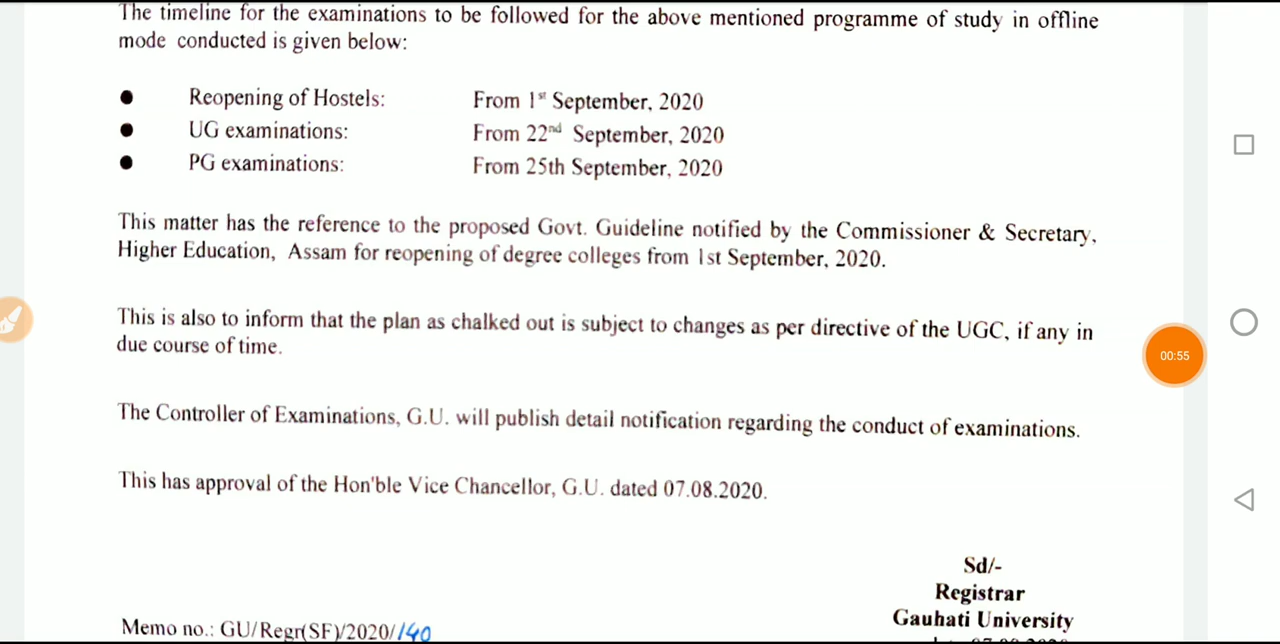 The timeline for the examinations to be followed for the above mentioned programme of study in offline
mode conducted is given below:
● Reopening of Hostels: From 1st September, 2020
● UG examinations: From 22nd September, 2020
● PG examinations: From 25th September, 2020
This matter has the reference to the proposed Govt. Guideline notified by the Commissioner & Secretary,
Higher Education, Assam for reopening of degree colleges from 1st September, 2020.
This is also to inform that the plan as chalked out is subject to changes as per directive of the UGC, if any in
due course of time.
00:55
The Controller of Examinations, G.U. will publish detail notification regarding the conduct of examinations.
This has approval of the Hon'ble Vice Chancellor, G.U. dated 07.08.2020.
Sd/-
Registrar
Gauhati University
Memo no.: GU/Regr(SF)/2020/140